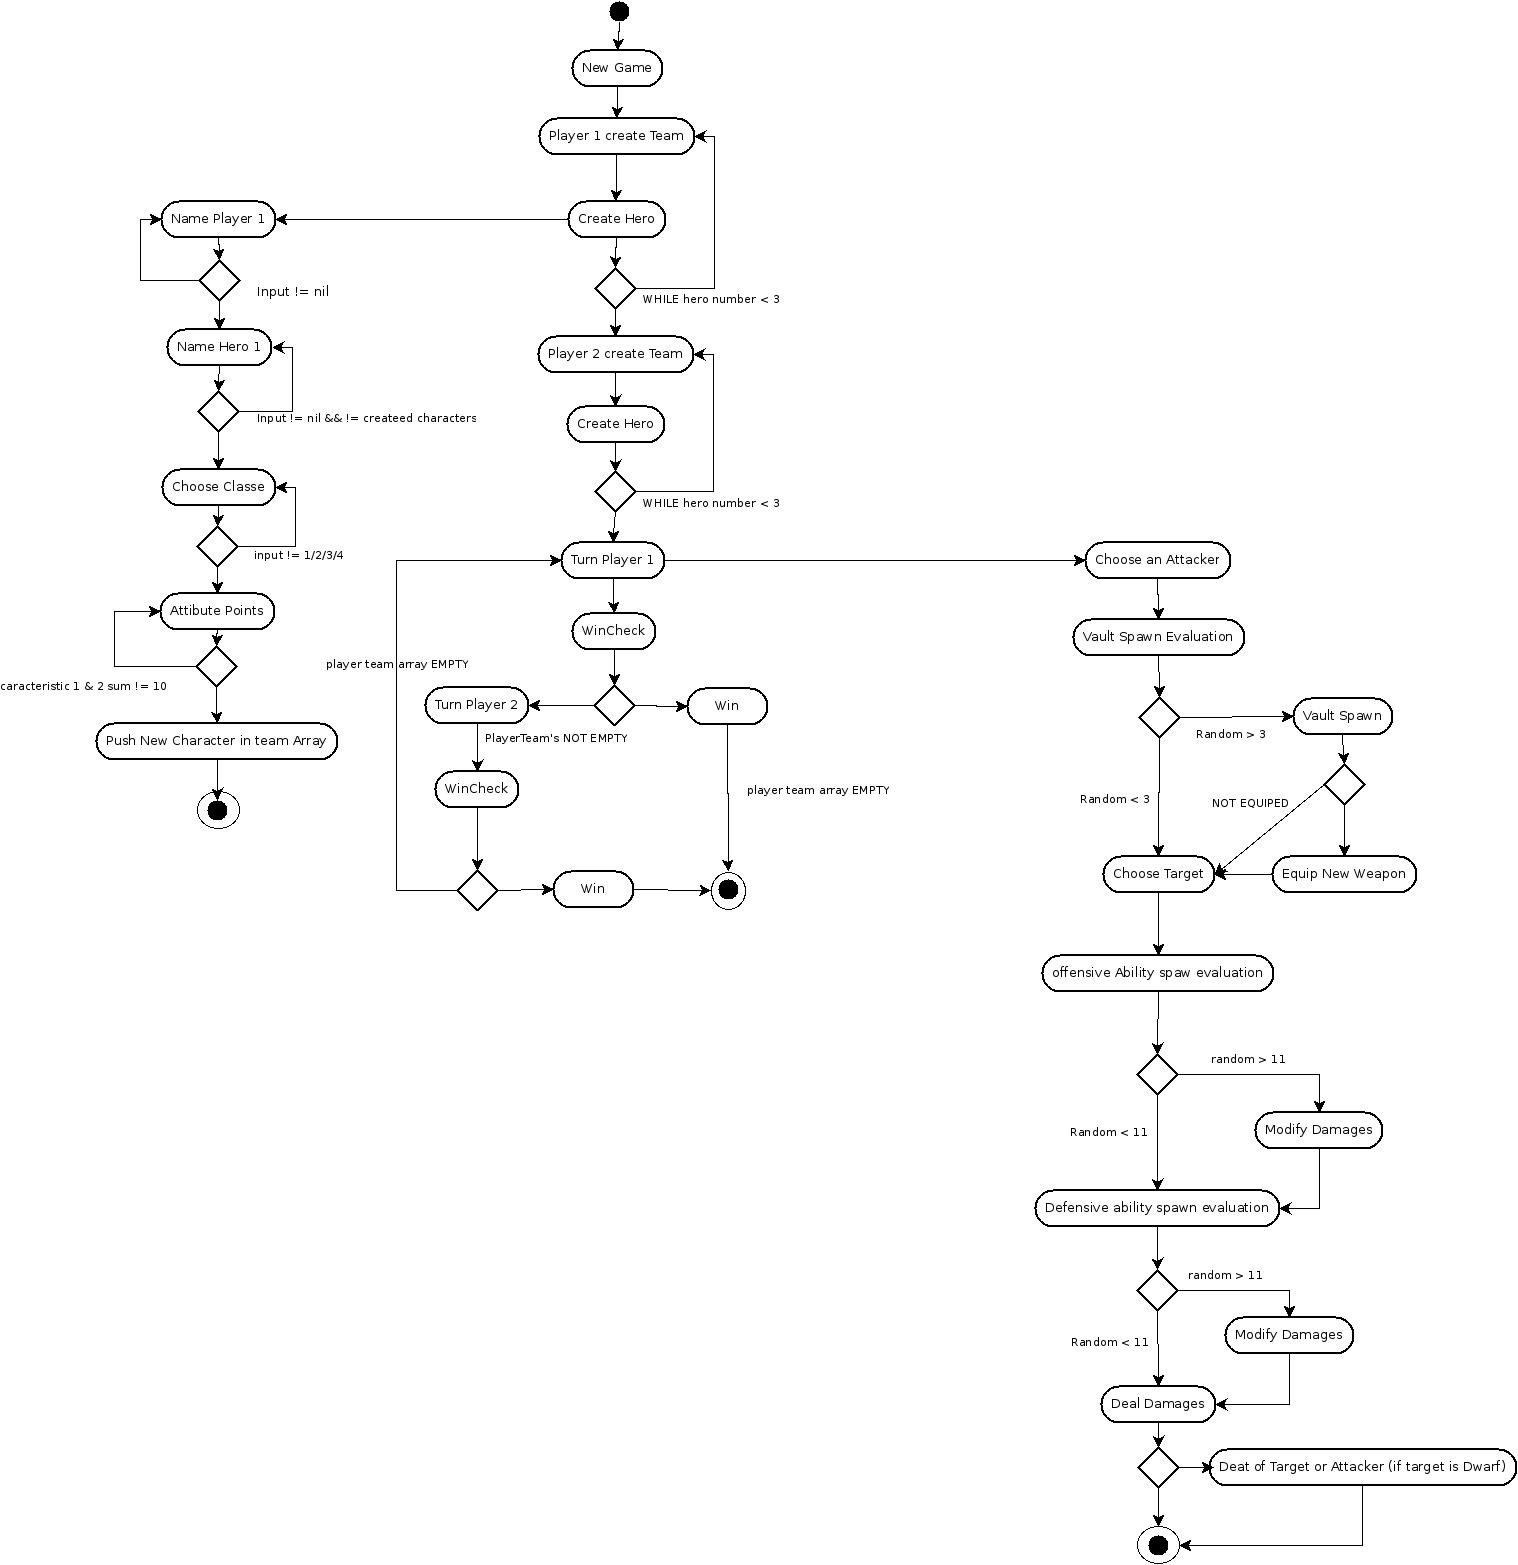 New Game
Player 1 create Team
Name Player 1
Create Hero
Input != nil
WHILE hero number < 3
Name Hero 1
Player 2 create Team
Input != nil && != createed characters
Create Hero
Choose Classe
WHILE hero number < 3
input != 1/2/3/4
Turn Player 1
Choose an Attacker
Attibute Points
WinCheck
Vault Spawn Evaluation
player team array EMPTY
caracteristic 1 & 2 sum != 10
Turn Player 2
Win
Vault Spawn
Random > 3
Push New Character in team Array
PlayerTeam's NOT EMPTY
WinCheck
player team array EMPTY
Random < 3
NOT EQUIPED
Choose Target
Equip New Weapon
Win
offensive Ability spaw evaluation
random > 11
Random < 11
Modify Damages
Defensive ability spawn evaluation
random > 11
Random < 11
Modify Damages
Deal Damages
Deat of Target or Attacker (if target is Dwarf)